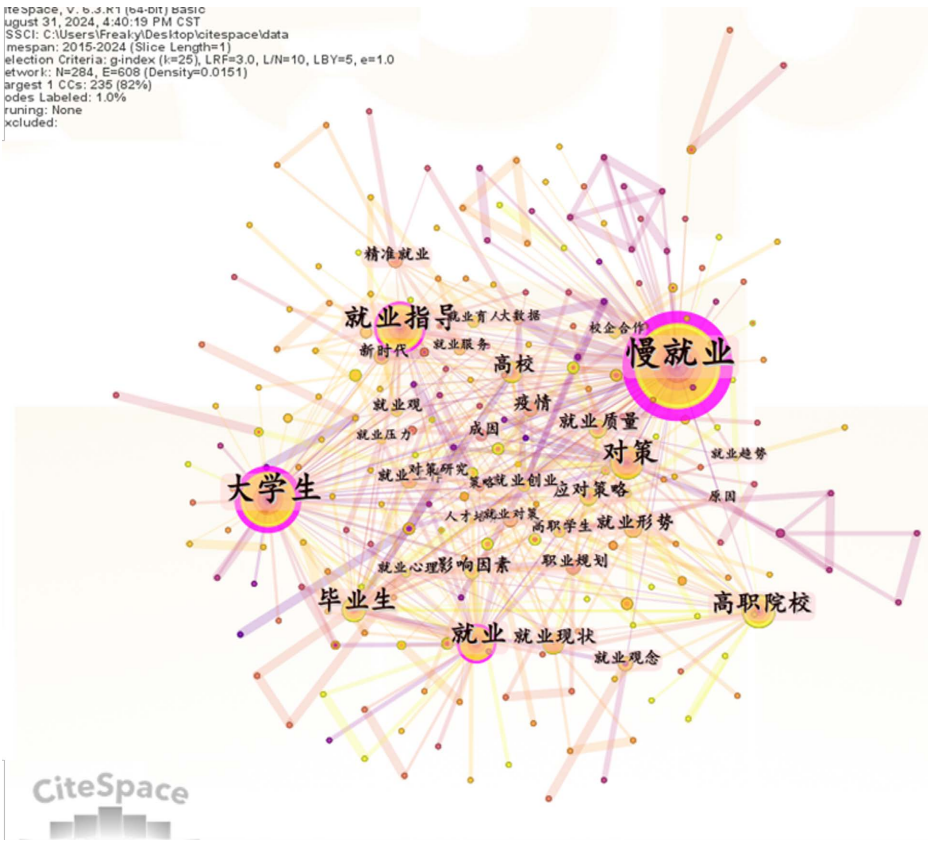 iteSpace, v. 6.3.R1 (64-bit) Basic
ugust 31, 2024, 4:40:19 PM CST
SSCI: C:\Users\Freaky\Desktop\citespace\data
mespan: 2015-2024 (Slice Length=1)
election Criteria: g-index (k=25), LRF=3.0, L/N=10, LBY=5, e=1.0
etwork: N=284, E=608 (Density=0.0151)
argest 1 CCs: 235 (82%)
odes Labeled: 1.0%
runing: None
xcluded:
精准就业
就业指导
就业育人
大数据
校企合作
新时代
就业服务
慢就业
高校
就业观
疫情
就业质量
就业压力
成因
对策
就业趋势
就业
对策研究
大学生
策略
就业创业
应对策略
原因
人才
就业对策
高职学生
就业形势
就业心理
影响因素
职业规划
毕业生
高职院校
就业
就业现状
就业观念
CiteSpace